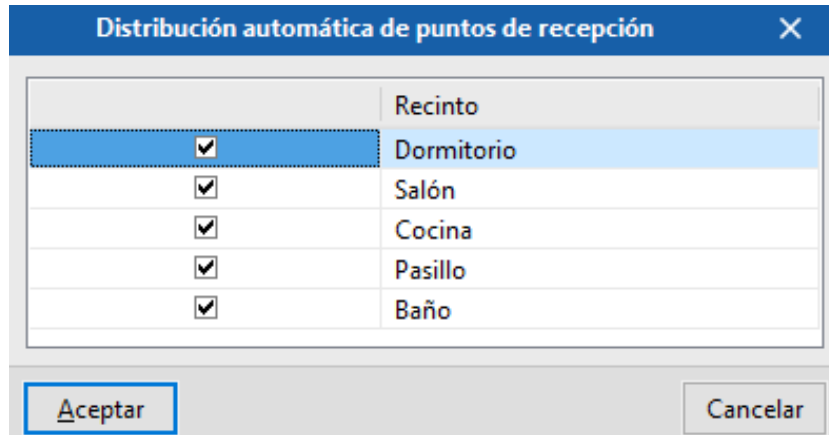 Distribución automática de puntos de recepción
Recinto
Dormitorio
Salón
Cocina
Pasillo
Baño
Aceptar Cancelar